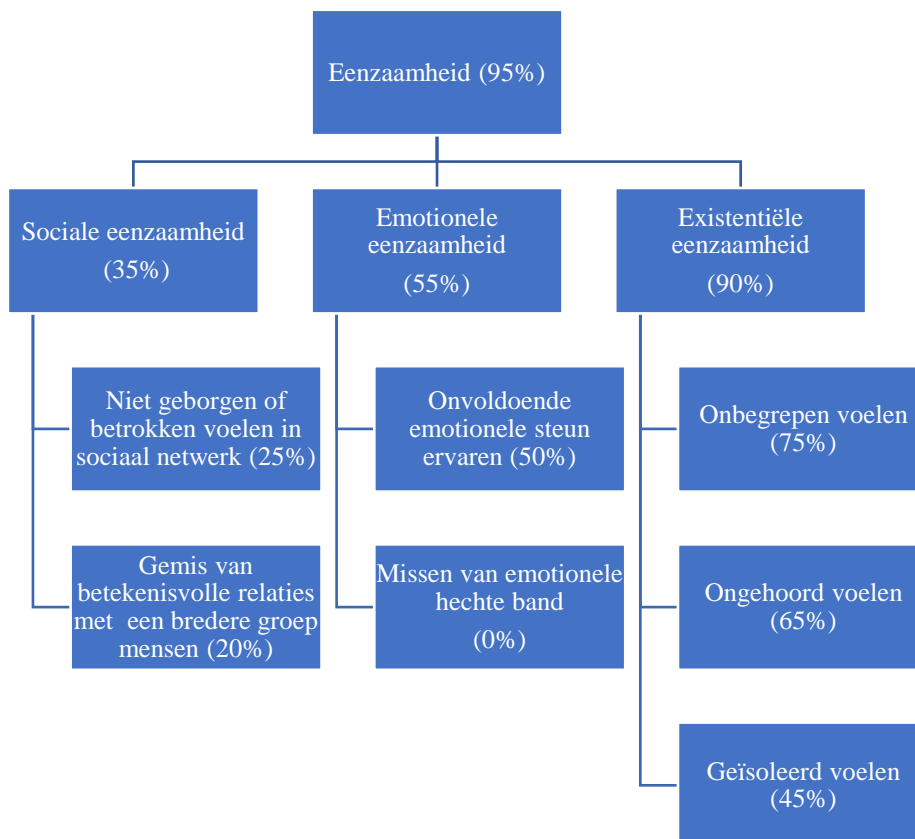 Eenzaamheid (95%)
Sociale eenzaamheid
(35%)
Emotionele
eenzaamheid
(55%)
Existentiële
eenzaamheid
(90%)
Niet geborgen of
betrokken voelen in
sociaal netwerk (25%)
Onvoldoende
emotionele steun
ervaren (50%)
Onbegrepen voelen
(75%)
Gemis van
betekenisvolle relaties
met een bredere groep
mensen (20%)
Missen van emotionele
hechte band
(0%)
Ongehoord voelen
(65%)
Geïsoleerd voelen
(45%)